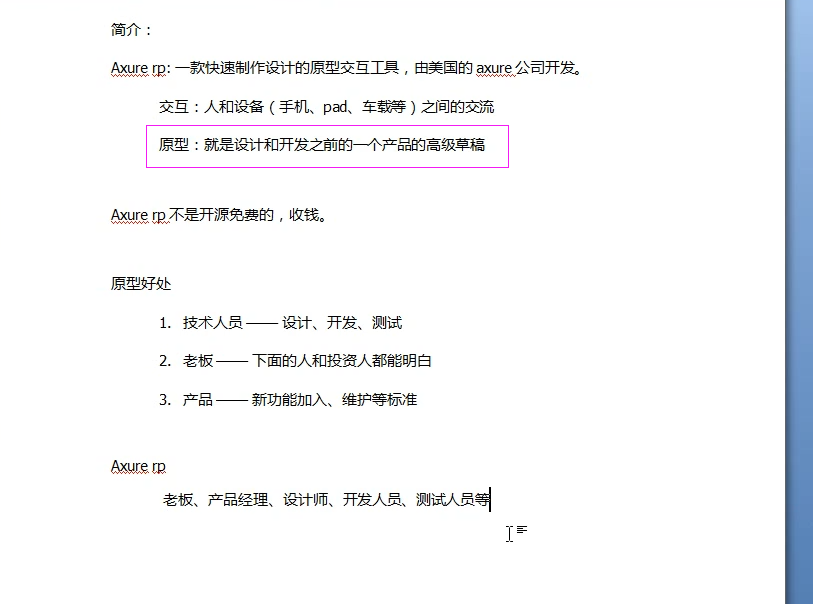 简介：
Axure rp: 一款快速制作设计的原型交互工具，由美国的 axure 公司开发。
交互：人和设备（手机、pad、车载等）之间的交流
原型：就是设计和开发之前的一个产品的高级草稿
Axure rp 不是开源免费的，收钱。
原型好处
1. 技术人员 —— 设计、开发、测试
2. 老板 —— 下面的人和投资人都能明白
3. 产品 —— 新功能加入、维护等标准
Axure rp
老板、产品经理、设计师、开发人员、测试人员等